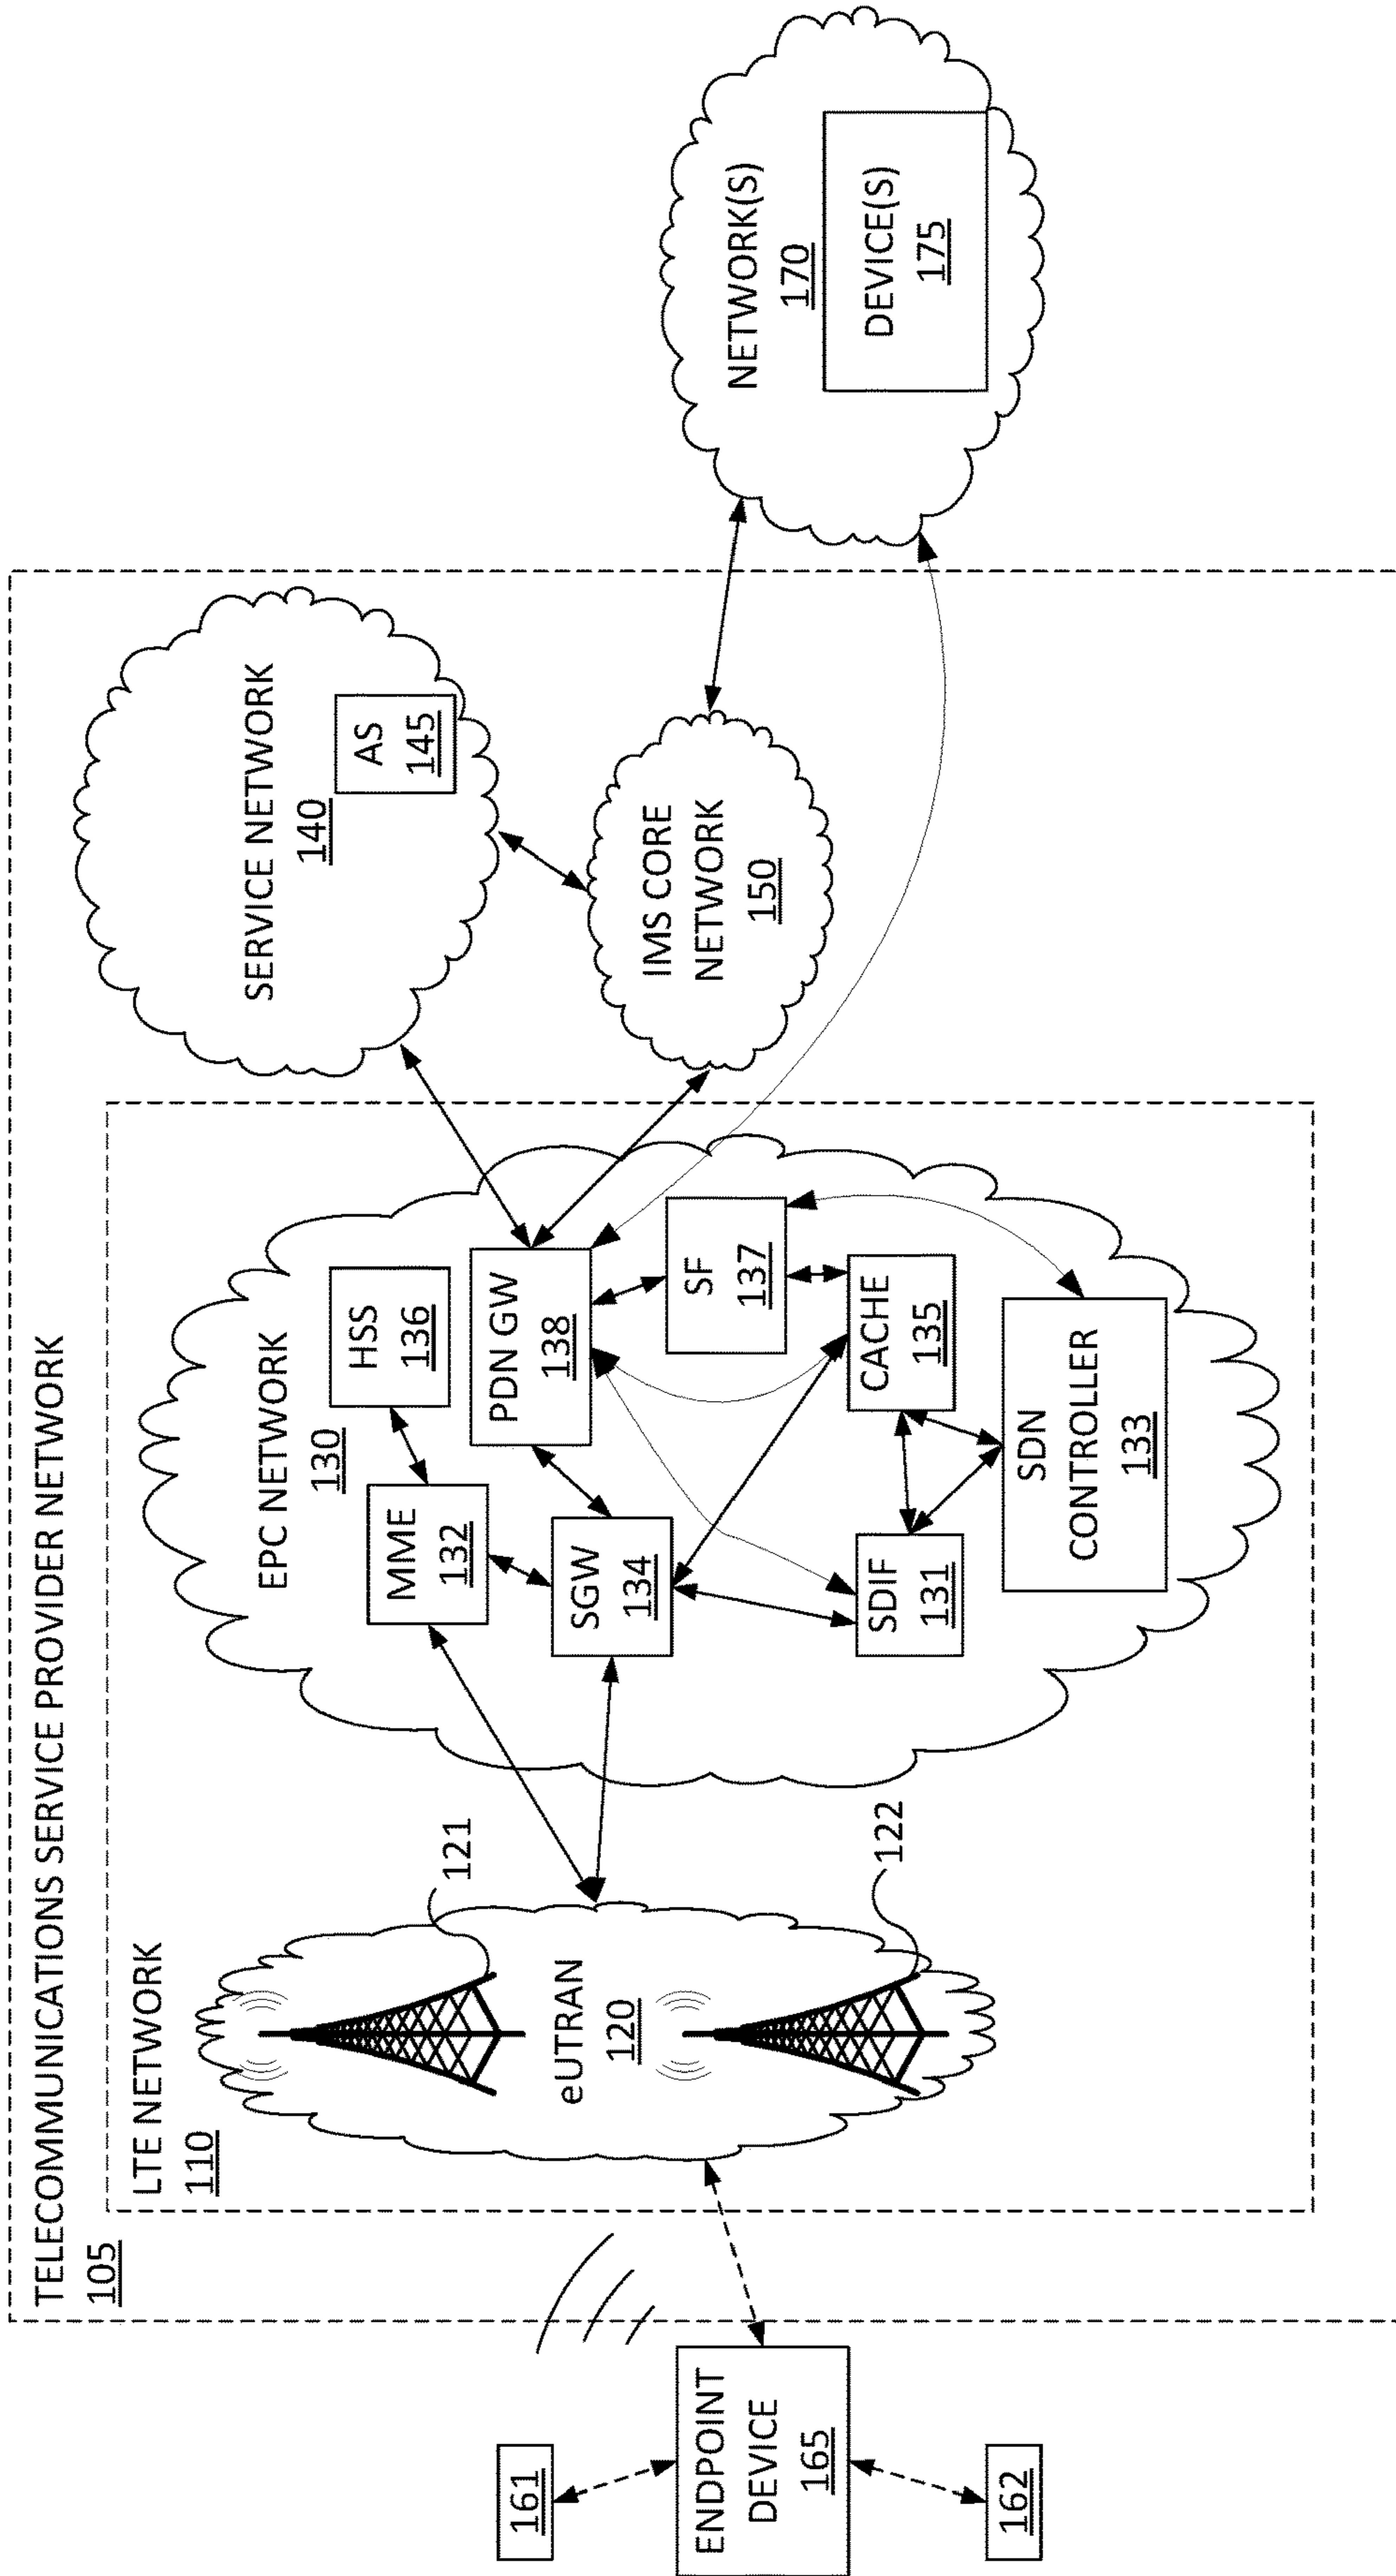 TELECOMMUNICATIONS SERVICE PROVIDER NETWORK
105
LTE NETWORK
110
EPC NETWORK
130
HSS
136
MME
132
PDN GW
138
SGW
134
SF
137
CACHE
135
SDIF
131
SDN
CONTROLLER
133
121
eUTRAN
120
122
SERVICE NETWORK
140
AS
145
IMS CORE
NETWORK
150
NETWORK(S)
170
DEVICE(S)
175
161
ENDPOINT
DEVICE
165
162